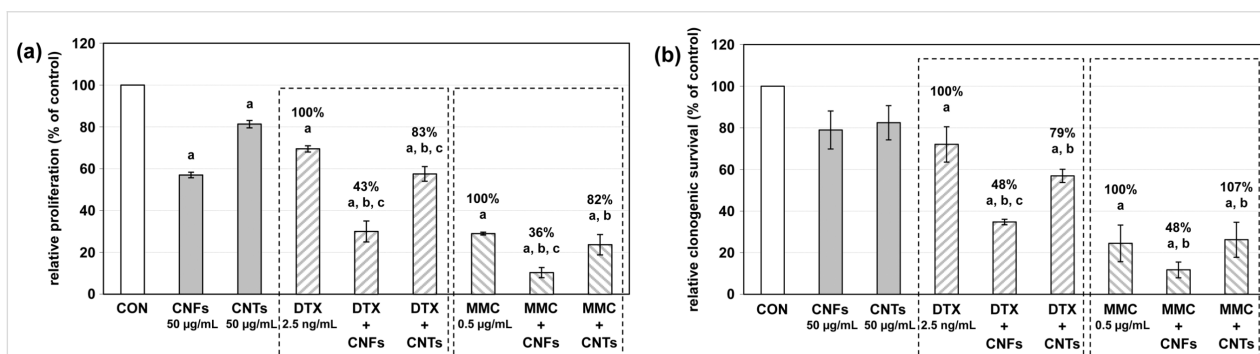 (a)
relative proliferation (% of control)
120
100
80
60
40
20
0
a
a
100%
a
43%
a, b, c
83%
a, b, c
100%
a
36%
a, b, c
82%
a, b
CON
CNFs
50 µg/mL
CNTs
50 µg/mL
DTX
2.5 ng/mL
DTX
+
CNFs
DTX
+
CNTs
MMC
0.5 µg/mL
MMC
+
CNFs
MMC
+
CNTs
(b)
relative clonogenic survival (% of control)
120
100
80
60
40
20
0
100%
a
48%
a, b, c
79%
a, b
100%
a
48%
a, b
107%
a, b
CON
CNFs
50 µg/mL
CNTs
50 µg/mL
DTX
2.5 ng/mL
DTX
+
CNFs
DTX
+
CNTs
MMC
0.5 µg/mL
MMC
+
CNFs
MMC
+
CNTs